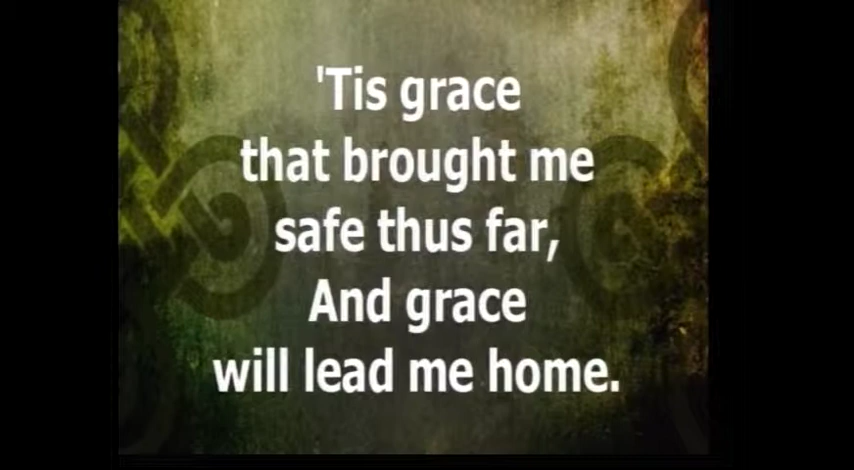 'Tis grace
that brought me
safe thus far,
And grace
will lead me home.